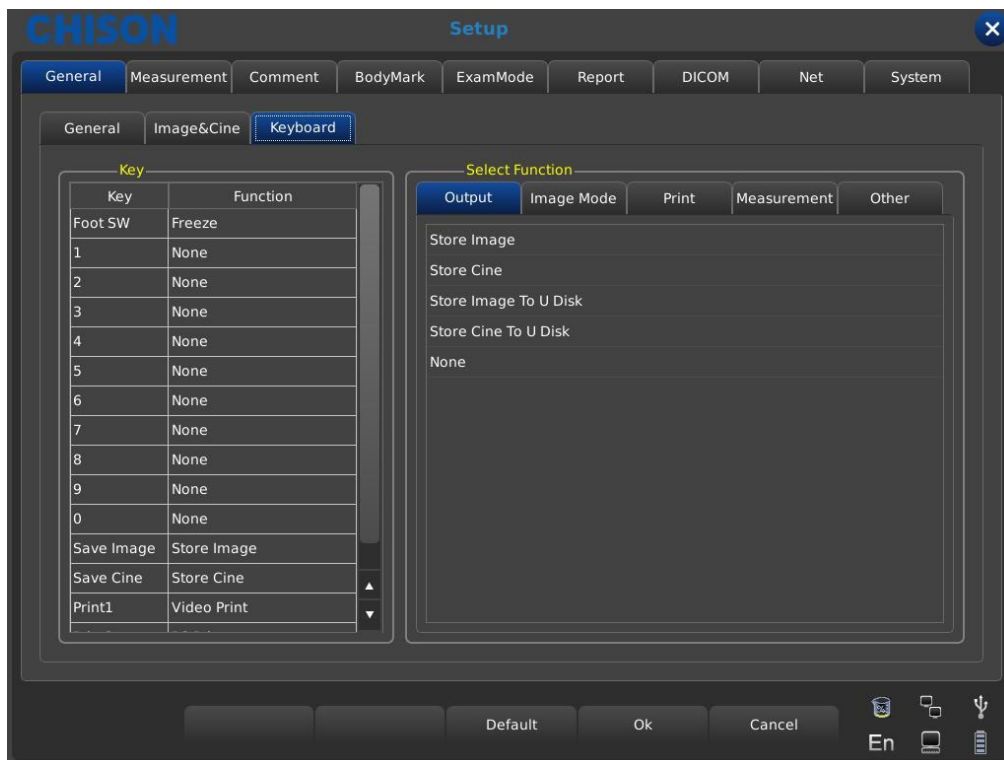 CHISON
Setup
General Measurement Comment BodyMark ExamMode Report DICOM Net System
General Image&Cine Keyboard
Key
Key Function
Foot SW Freeze
1 None
2 None
3 None
4 None
5 None
6 None
7 None
8 None
9 None
0 None
Save Image Store Image
Save Cine Store Cine
Print1 Video Print
Select Function
Output Image Mode Print Measurement Other
Store Image
Store Cine
Store Image To U Disk
Store Cine To U Disk
None
Default Ok Cancel
En